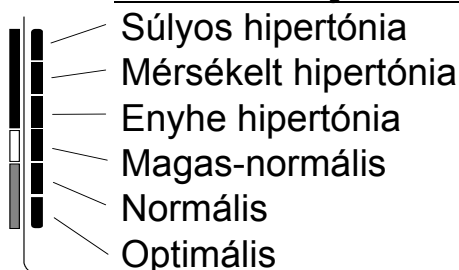 Súlyos hipertónia
Mérsékelt hipertónia
Enyhe hipertónia
Magas-normális
Normális
Optimális